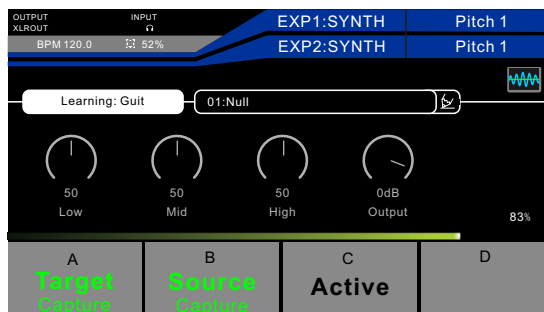 OUTPUT INPUT EXP1:SYNTH Pitch 1
XLROUT
BPM 120.0 52% EXP2:SYNTH Pitch 1
Learning: Guit 01:Null
50 50 50 0dB
Low Mid High Output 83%
A B C D
Target Source Active
Capture Capture